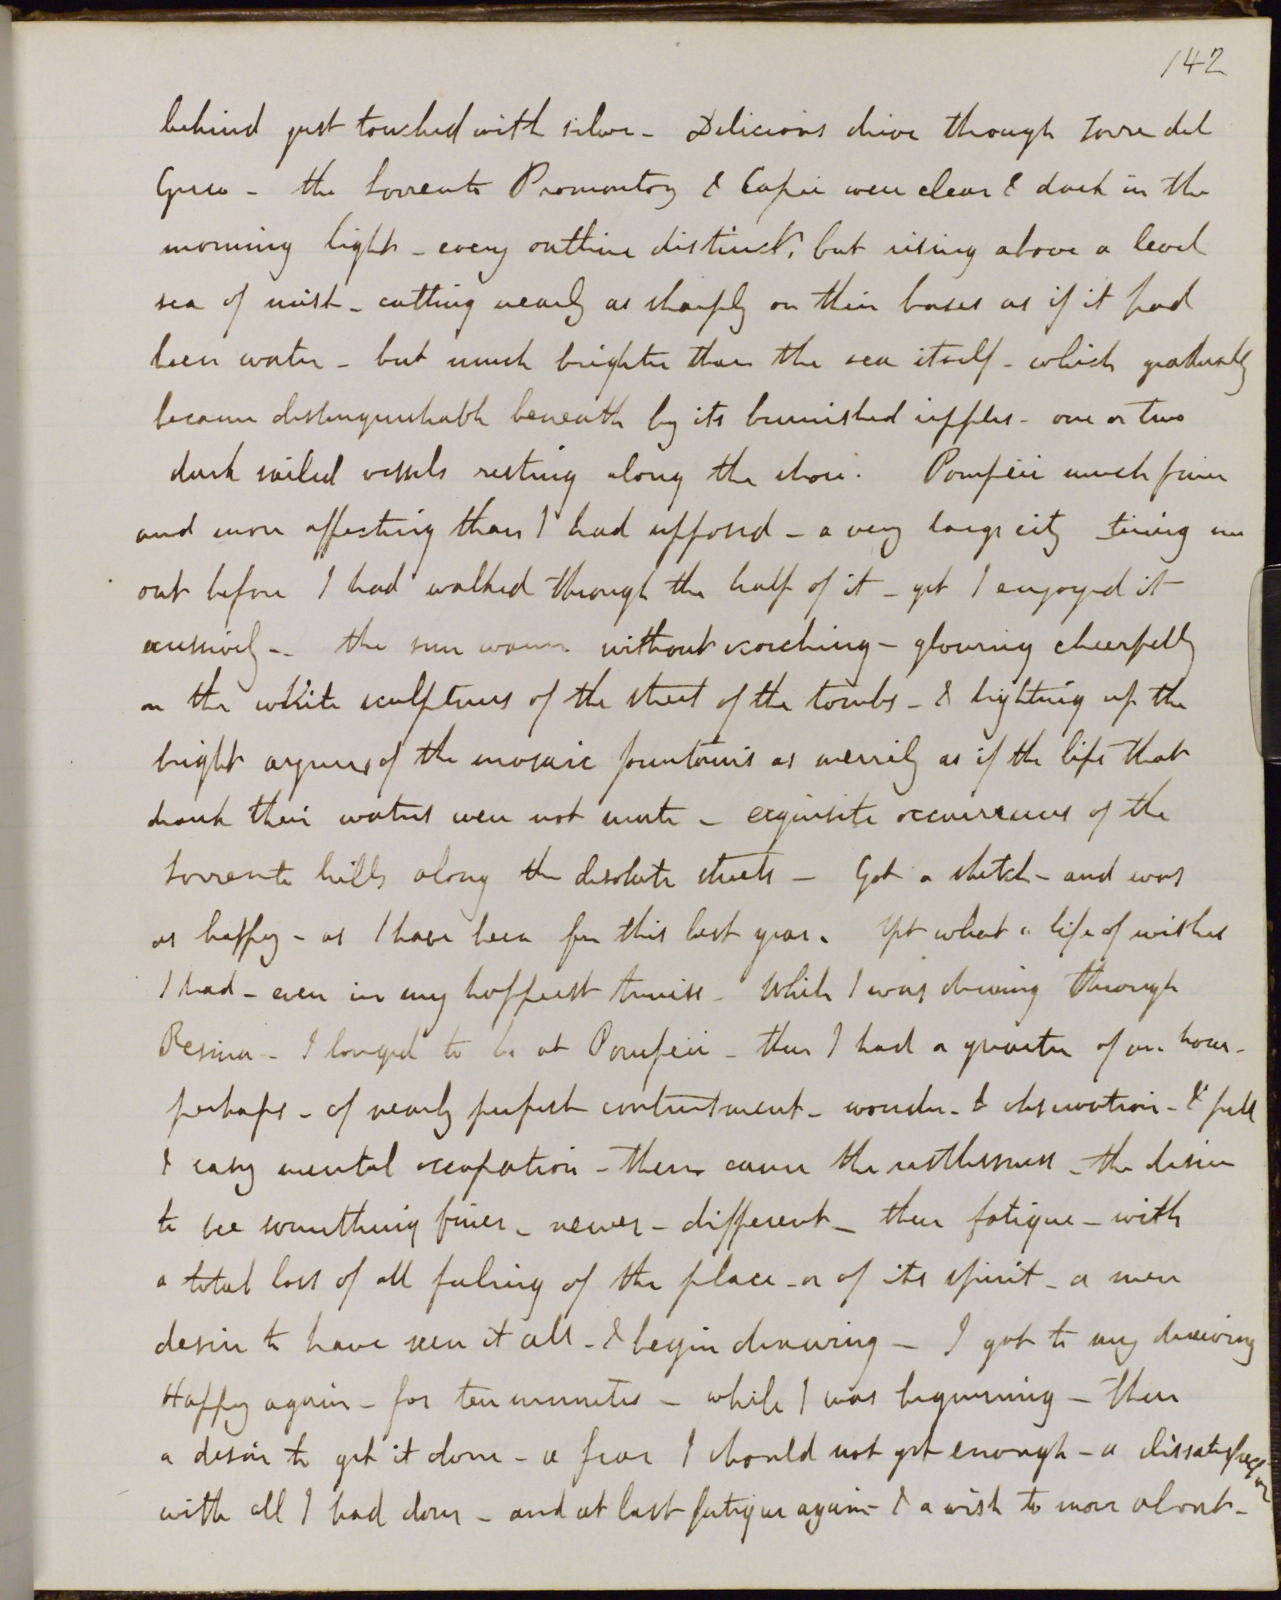 142
behind just touched with silver - Delicious drive through Torre del
Greco - the Sorrento Promontory & Capri were clear & dark in the
morning light - every outline distinct, but rising above a level
sea of mist - cutting nearly as sharply on their bases as if it had
been water - but much brighter than the sea itself - which gradually
became distinguishable beneath by its burnished ripples - one or two
dark sailed vessels resting along the shore. Pompeii much finer
and more affecting than I had supposed - a very large city tiring me
out before I had walked through the half of it - yet I enjoyed it
excessively - the sun warm without scorching - glowing cheerfully
on the white sculptures of the street of the tombs - & lighting up the
bright of the mosaic fountains as merrily as if the life that
drank their waters were not mute - exquisite occurrences of the
Sorrento hills along the desolate streets - Got a sketch - and was
as happy - as I have been for this last year. Yet what a life of wishes
I had - even in my happiest times - While I was driving through
Resina - I longed to be at Pompeii - then I had a quarter of an hour -
perhaps - of nearly perfect contentment - wonder - & observation - & full
& easy mental occupation - then came the restlessness - the desire
to see something finer - newer - different - then fatigue - with
a total loss of all feeling of the place - or of its spirit - a mere
desire to have seen it all - & begin drawing - I got to my drawing
Happy again - for ten minutes - while I was beginning - then
a desire to get it done - a fear I should not get enough - a dissatisfaction
with all I had done - and at last fatigue again - & a wish to move about -